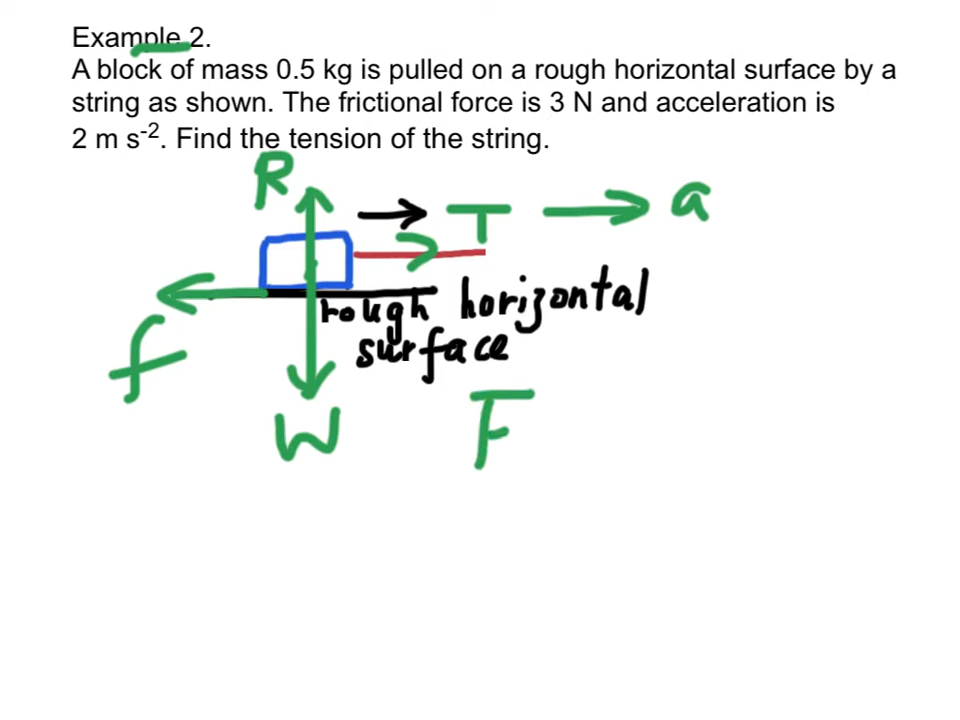 Example 2.
A block of mass 0.5 kg is pulled on a rough horizontal surface by a
string as shown. The frictional force is 3 N and acceleration is
2 m s⁻². Find the tension of the string.
R
T a
rough horizontal
surface
f
W F